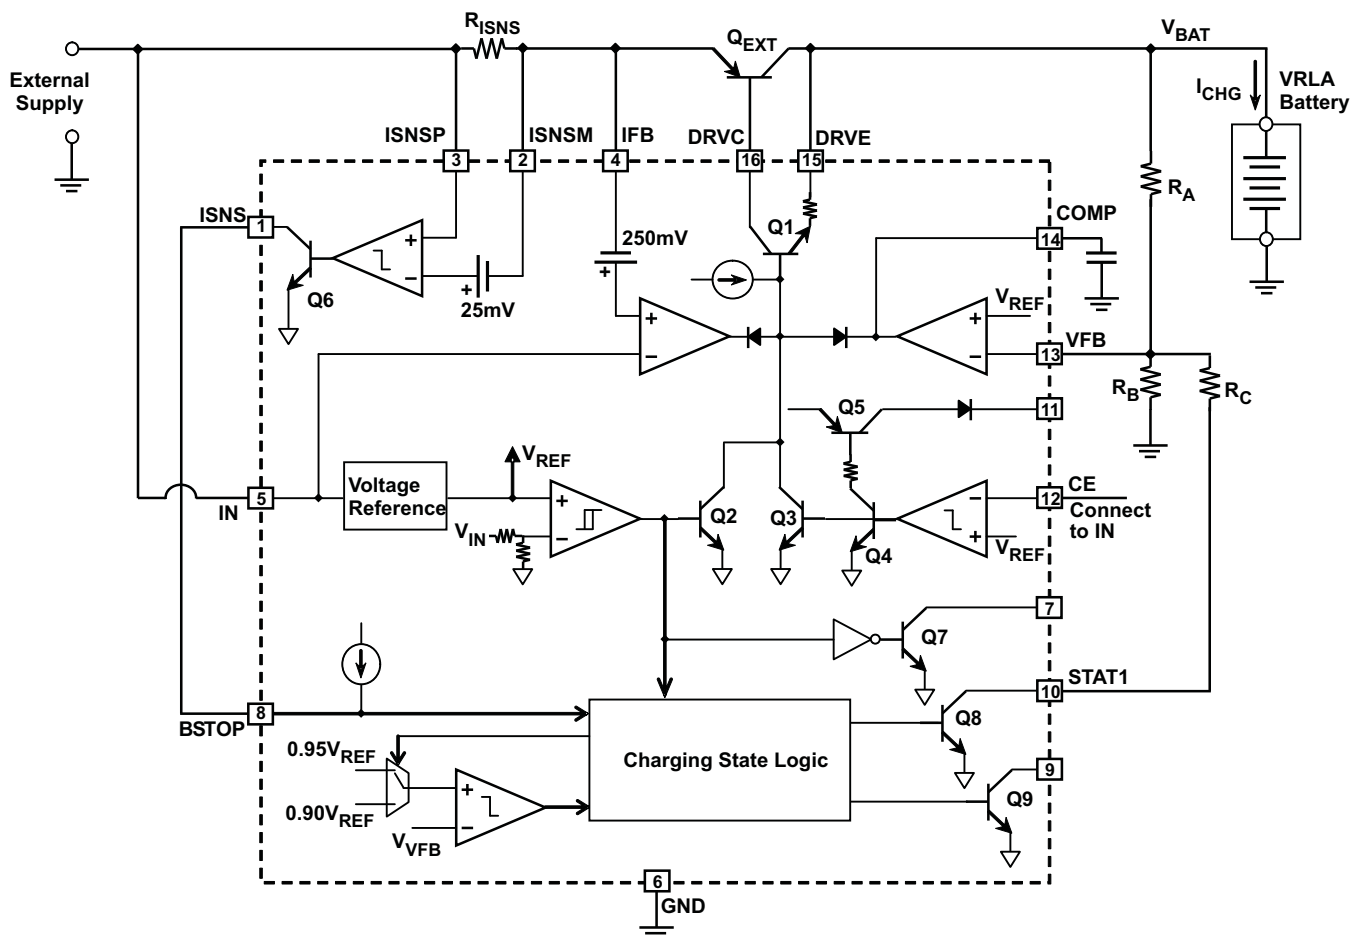 RISNS
QEXT
VBAT
External
Supply
ICHG
VRLA
Battery
ISNSP
ISNSM
IFB
DRVC
DRVE
3
2
4
16
15
RA
ISNS
1
Q1
COMP
14
250mV
+
+
−
+
25mV
Q6
VREF
+
−
+
−
VFB
13
RB
RC
Q5
11
VREF
Voltage
Reference
5
IN
+
−
VIN
Q2
Q3
Q4
−
+
VREF
CE
12
Connect
to IN
7
Q7
STAT1
10
Q8
8
BSTOP
0.95VREF
0.90VREF
+
−
VVFB
Charging State Logic
9
Q9
6
GND